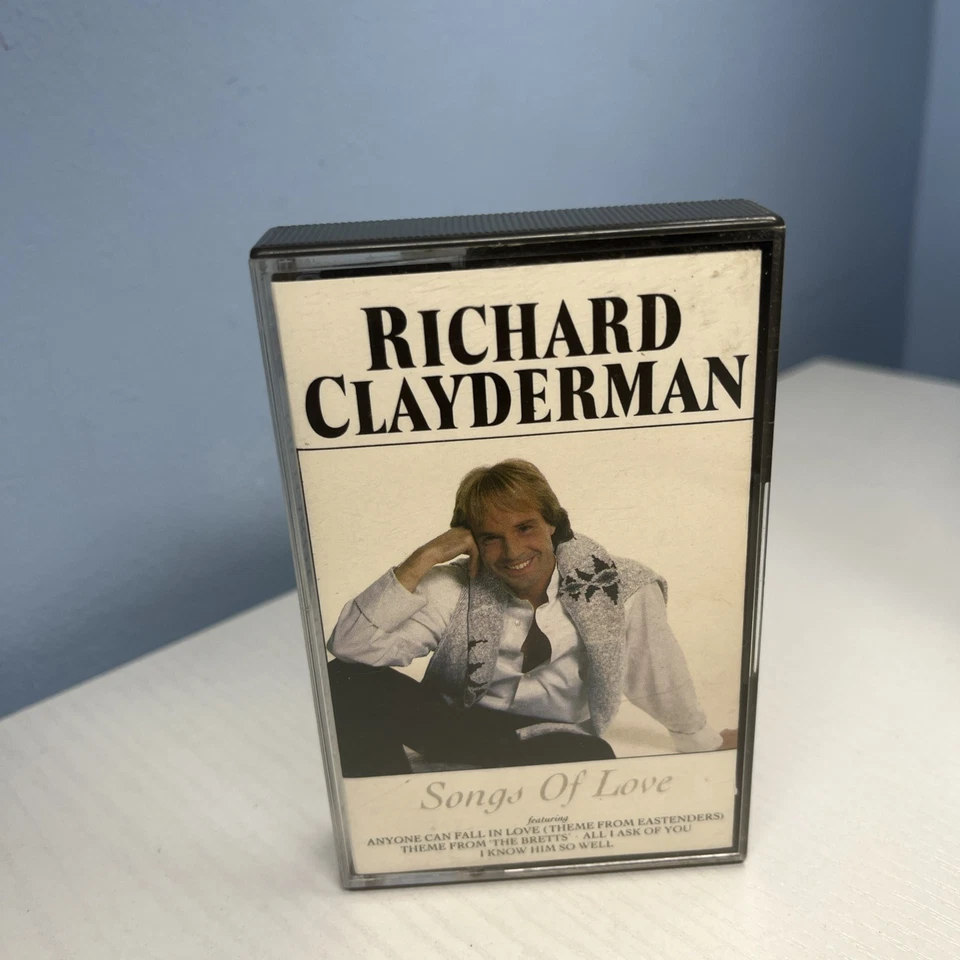 RICHARD
CLAYDERMAN
Songs Of Love
featuring
ANYONE CAN FALL IN LOVE (THEME FROM EASTENDERS)
THEME FROM 'THE BRETTS' · ALL I ASK OF YOU
I KNOW HIM SO WELL